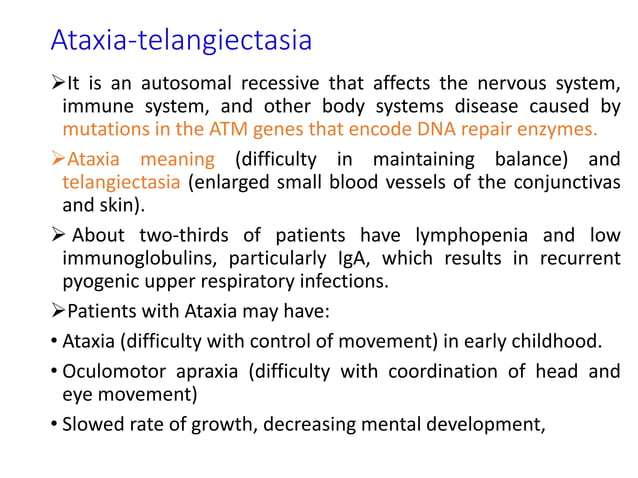 Ataxia-telangiectasia
➢It is an autosomal recessive that affects the nervous system,
immune system, and other body systems disease caused by
mutations in the ATM genes that encode DNA repair enzymes.
➢Ataxia meaning (difficulty in maintaining balance) and
telangiectasia (enlarged small blood vessels of the conjunctivas
and skin).
➢ About two-thirds of patients have lymphopenia and low
immunoglobulins, particularly IgA, which results in recurrent
pyogenic upper respiratory infections.
➢Patients with Ataxia may have:
• Ataxia (difficulty with control of movement) in early childhood.
• Oculomotor apraxia (difficulty with coordination of head and
eye movement)
• Slowed rate of growth, decreasing mental development,